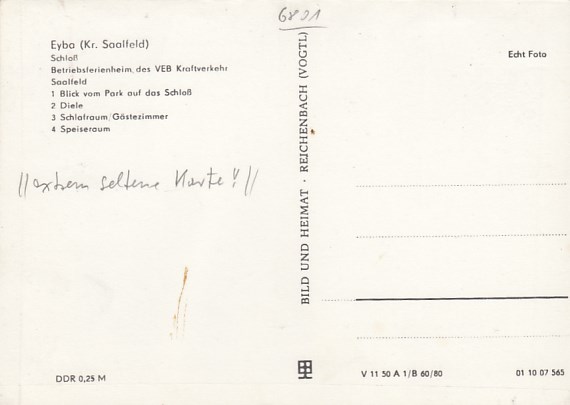 6801
Eyba (Kr. Saalfeld)
Schloß
Betriebsferienheim des VEB Kraftverkehr
Saalfeld
1 Blick vom Park auf das Schloß
2 Diele
3 Schlafraum/Gästezimmer
4 Speiseraum
//extrem seltene Karte!!//
DDR 0,25 M
BILD UND HEIMAT · REICHENBACH (VOGTL)
Echt Foto
V 11 50 A 1/B 60/80
01 10 07 565